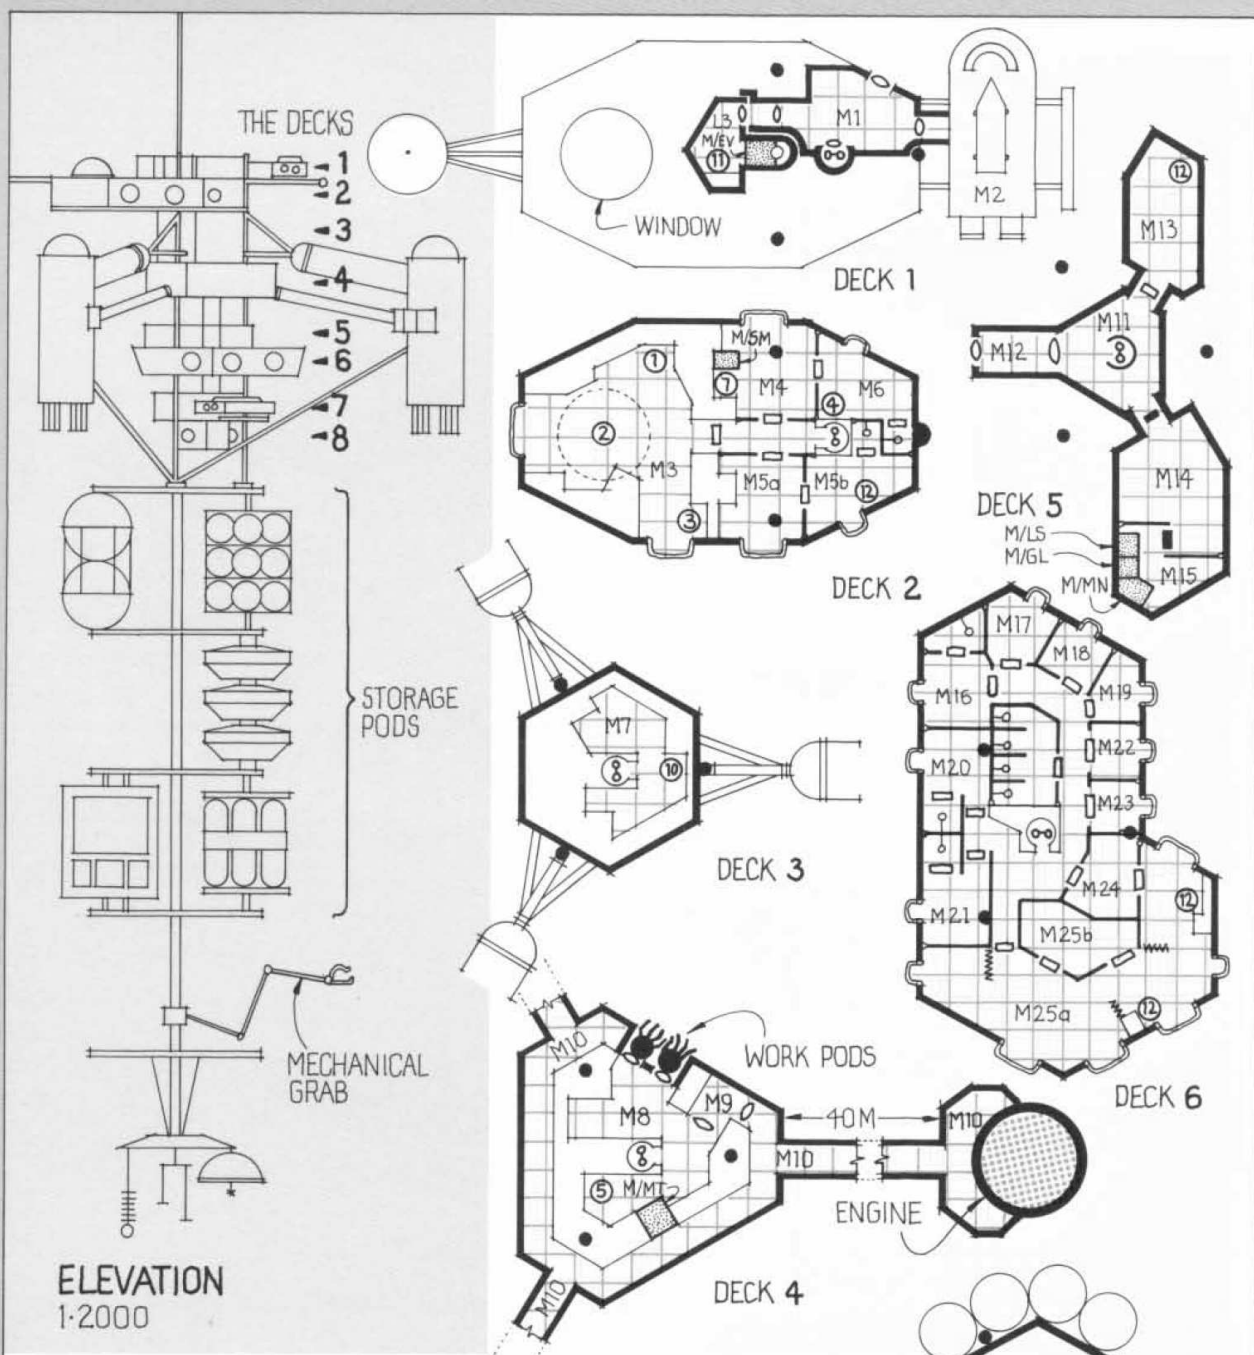 THE DECKS
1
2
3
4
5
6
7
8
STORAGE
PODS
MECHANICAL
GRAB
ELEVATION
1:2000
L3
M/EV
11
M1
M2
WINDOW
DECK 1
1
M/SM
7
M4
4
M6
2
M3
M5a
M5b
12
3
DECK 2
M7
10
DECK 3
M10
WORK PODS
M8
M9
5
M/MT
M10
40M
M10
ENGINE
M10
DECK 4
12
M13
M11
M12
M14
DECK 5
M/LS
M/GL
M/MN
M15
M17
M18
M16
M19
M20
M22
M23
M24
12
M21
M25b
M25a
12
DECK 6